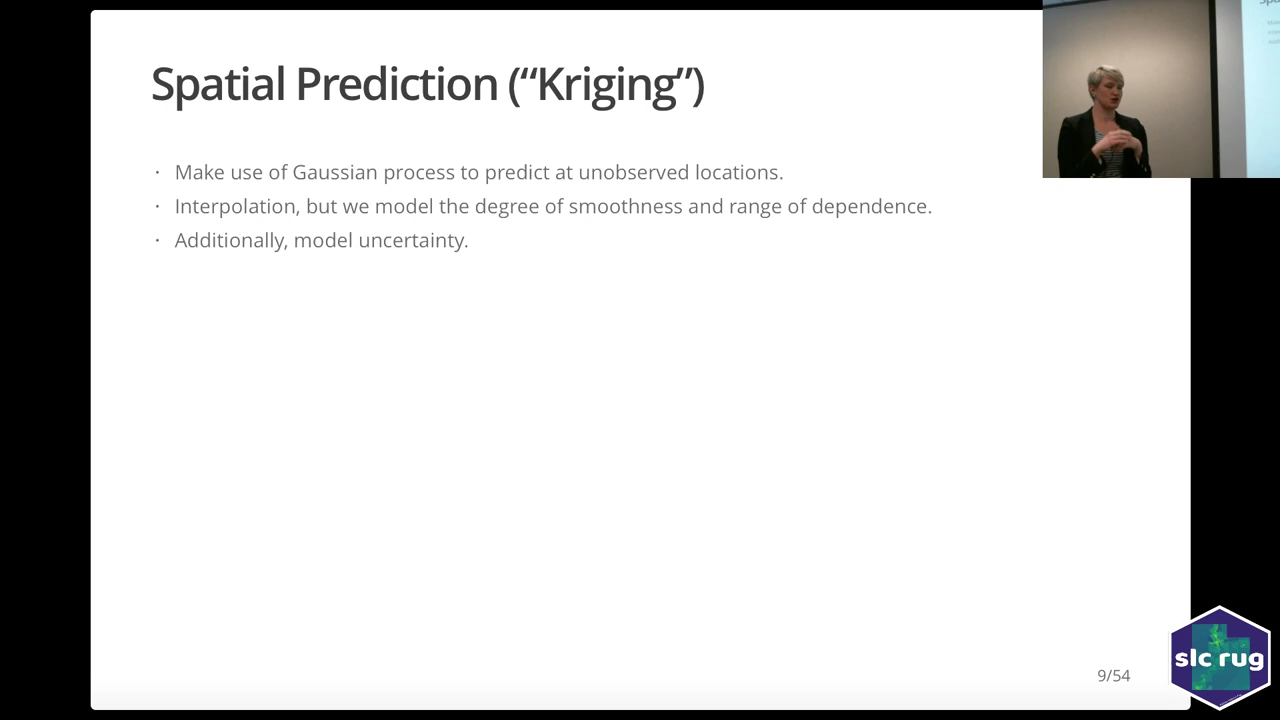 Spatial Prediction (“Kriging”)
· Make use of Gaussian process to predict at unobserved locations.
· Interpolation, but we model the degree of smoothness and range of dependence.
· Additionally, model uncertainty.
9/54
slc rug